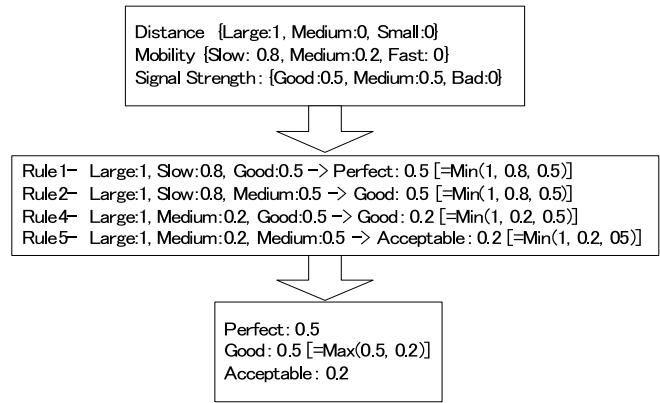 Distance {Large:1, Medium:0, Small:0}
Mobility {Slow: 0.8, Medium:0.2, Fast: 0}
Signal Strength: {Good:0.5, Medium:0.5, Bad:0}
Rule1- Large:1, Slow:0.8, Good:0.5 -> Perfect: 0.5 [=Min(1, 0.8, 0.5)]
Rule2- Large:1, Slow:0.8, Medium:0.5 -> Good: 0.5 [=Min(1, 0.8, 0.5)]
Rule4- Large:1, Medium:0.2, Good:0.5 -> Good: 0.2 [=Min(1, 0.2, 0.5)]
Rule5- Large:1, Medium:0.2, Medium:0.5 -> Acceptable: 0.2 [=Min(1, 0.2, 05)]
Perfect: 0.5
Good: 0.5 [=Max(0.5, 0.2)]
Acceptable: 0.2